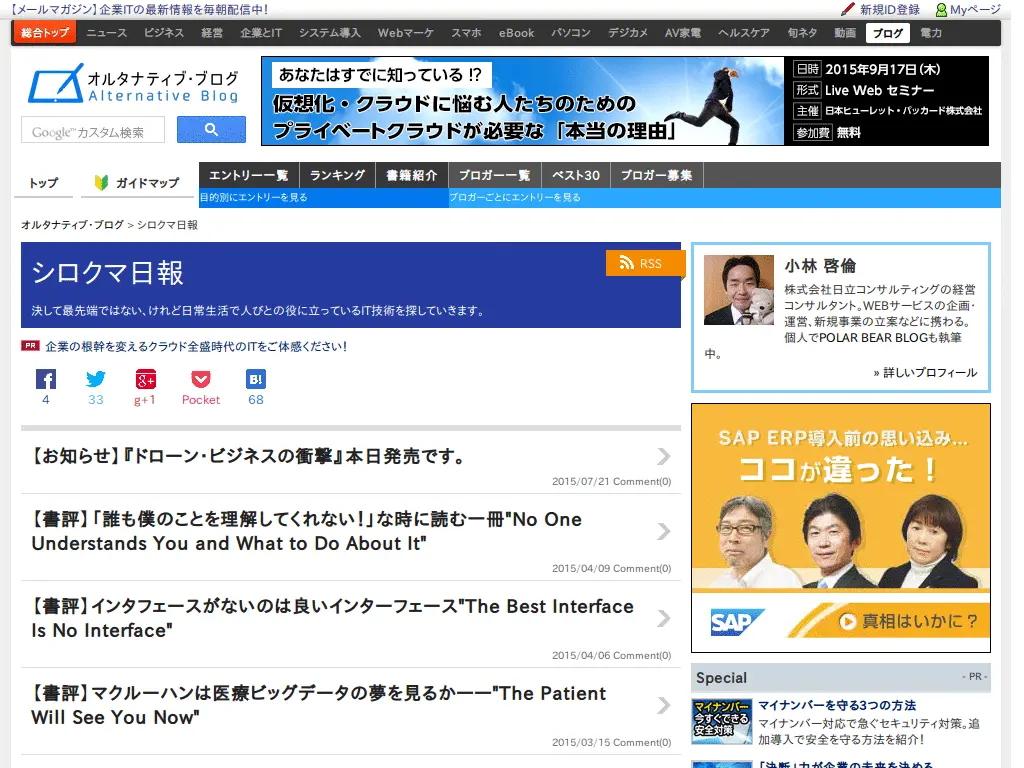 【メールマガジン】企業ITの最新情報を毎朝配信中！
新規ID登録
Myページ
総合トップ
ニュース
ビジネス
経営
企業とIT
システム導入
Webマーケ
スマホ
eBook
パソコン
デジカメ
AV家電
ヘルスケア
旬ネタ
動画
ブログ
電力
オルタナティブ・ブログ
Alternative Blog
Google™カスタム検索
あなたはすでに知っている !?
仮想化・クラウドに悩む人たちのための
プライベートクラウドが必要な「本当の理由」
日時 2015年9月17日(木)
形式 Live Web セミナー
主催 日本ヒューレット・パッカード株式会社
参加費 無料
トップ
ガイドマップ
エントリー一覧
ランキング
書籍紹介
ブロガー一覧
ベスト30
ブロガー募集
目的別にエントリーを見る
ブロガーごとにエントリーを見る
オルタナティブ・ブログ > シロクマ日報
シロクマ日報
RSS
決して最先端ではない、けれど日常生活で人びとの役に立っているIT技術を探していきます。
PR 企業の根幹を変えるクラウド全盛時代のITをご体感ください！
4
33
g+1
Pocket
B!
68
【お知らせ】『ドローン・ビジネスの衝撃』本日発売です。
2015/07/21 Comment(0)
【書評】「誰も僕のことを理解してくれない！」な時に読む一冊"No One
Understands You and What to Do About It"
2015/04/09 Comment(0)
【書評】インタフェースがないのは良いインターフェース"The Best Interface
Is No Interface"
2015/04/06 Comment(0)
【書評】マクルーハンは医療ビッグデータの夢を見るか――"The Patient
Will See You Now"
2015/03/15 Comment(0)
小林 啓倫
株式会社日立コンサルティングの経営
コンサルタント。WEBサービスの企画・
運営、新規事業の立案などに携わる。
個人でPOLAR BEAR BLOGも執筆
中。
» 詳しいプロフィール
SAP ERP導入前の思い込み...
ココが違った！
SAP
真相はいかに？
Special
- PR -
マイナンバー
今すぐできる
安全対策
マイナンバーを守る3つの方法
マイナンバー対応で急ぐセキュリティ対策。追
加導入で安全を守る方法を紹介！
「決断」力が企業の未来を決める